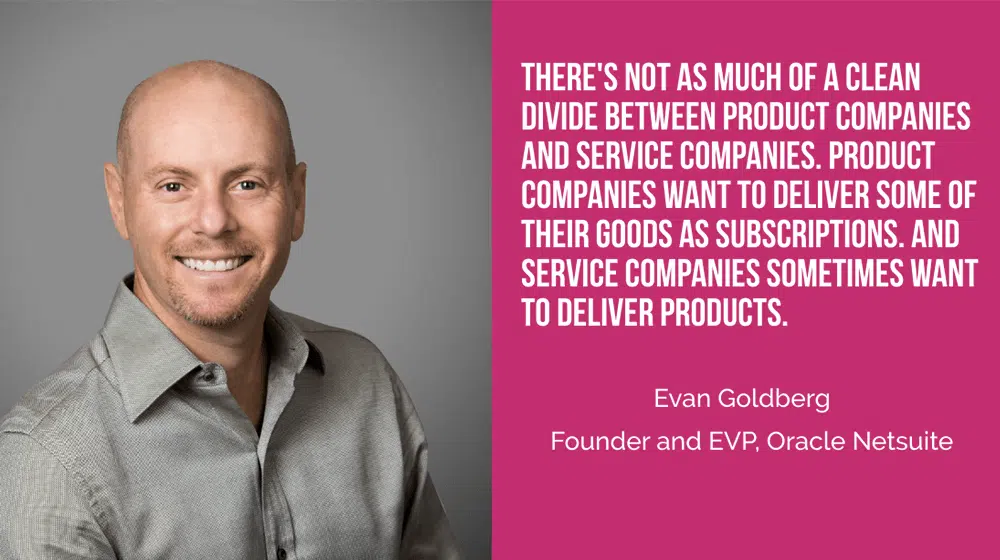 THERE'S NOT AS MUCH OF A CLEAN
DIVIDE BETWEEN PRODUCT COMPANIES
AND SERVICE COMPANIES. PRODUCT
COMPANIES WANT TO DELIVER SOME OF
THEIR GOODS AS SUBSCRIPTIONS. AND
SERVICE COMPANIES SOMETIMES WANT
TO DELIVER PRODUCTS.
Evan Goldberg
Founder and EVP, Oracle Netsuite